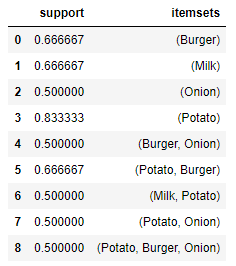 support itemsets
0 0.666667 (Burger)
1 0.666667 (Milk)
2 0.500000 (Onion)
3 0.833333 (Potato)
4 0.500000 (Burger, Onion)
5 0.666667 (Potato, Burger)
6 0.500000 (Milk, Potato)
7 0.500000 (Potato, Onion)
8 0.500000 (Potato, Burger, Onion)